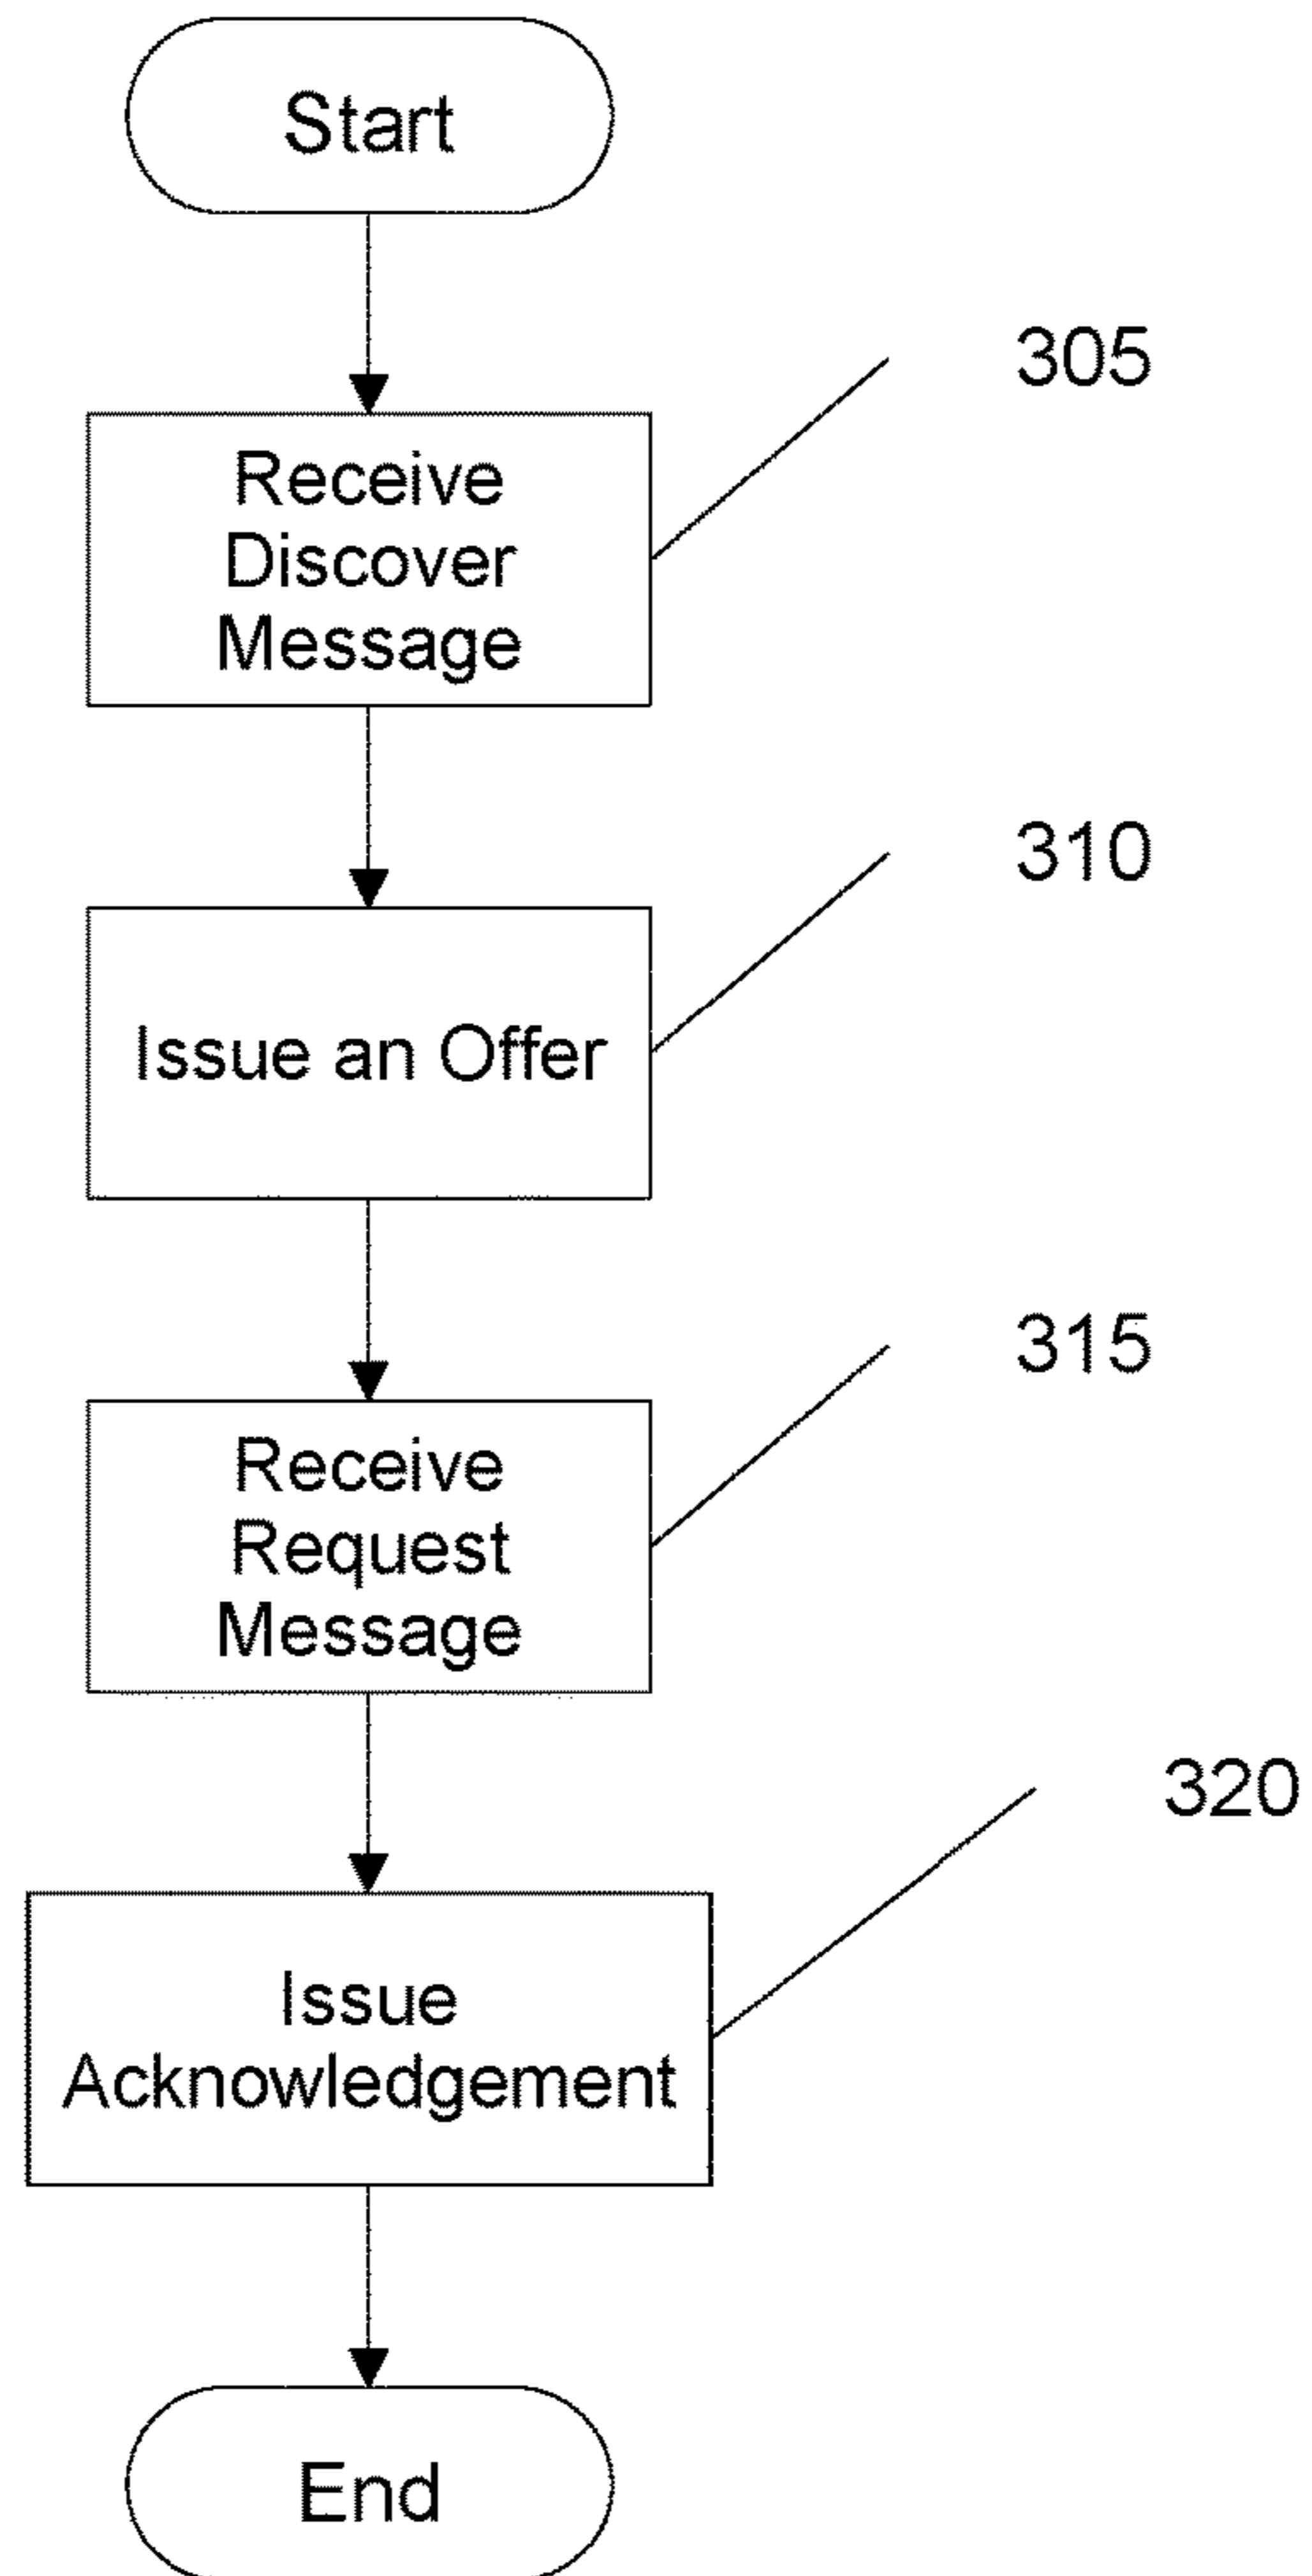 Start
305
Receive
Discover
Message
310
Issue an Offer
315
Receive
Request
Message
320
Issue
Acknowledgement
End